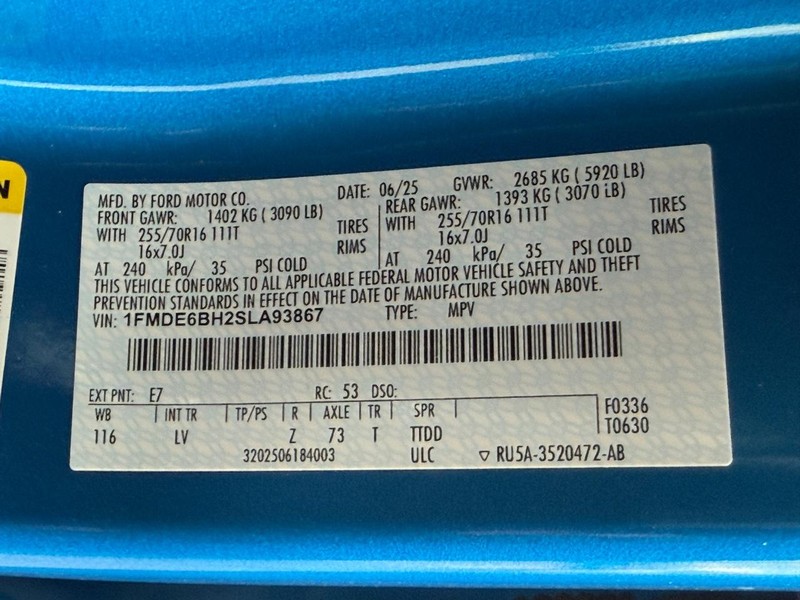 N
MFD. BY FORD MOTOR CO. DATE: 06/25 GVWR: 2685 KG ( 5920 LB)
FRONT GAWR: 1402 KG ( 3090 LB) REAR GAWR: 1393 KG ( 3070 LB)
WITH 255/70R16 111T TIRES WITH 255/70R16 111T TIRES
16x7.0J RIMS 16x7.0J RIMS
AT 240 kPa/ 35 PSI COLD AT 240 kPa/ 35 PSI COLD
THIS VEHICLE CONFORMS TO ALL APPLICABLE FEDERAL MOTOR VEHICLE SAFETY AND THEFT
PREVENTION STANDARDS IN EFFECT ON THE DATE OF MANUFACTURE SHOWN ABOVE.
VIN: 1FMDE6BH2SLA93867 TYPE: MPV
EXT PNT: E7 RC: 53 DSO:
WB INT TR TP/PS R AXLE TR SPR F0336
116 LV Z 73 T TTDD T0630
3202506184003 ULC ▽ RU5A-3520472-AB